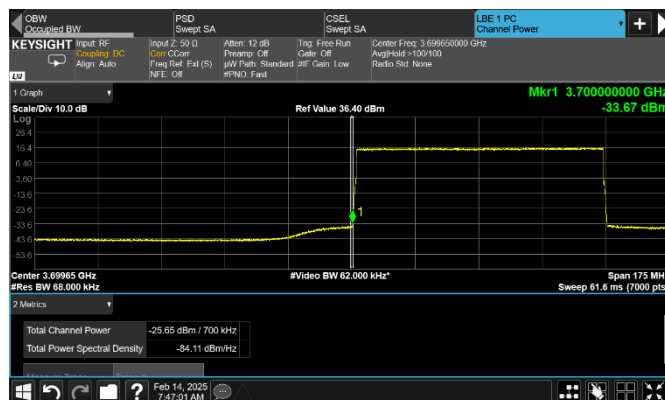 OBW
Occupied BW
PSD
Swept SA
CSEL
Swept SA
LBE 1 PC
Channel Power
KEYSIGHT
Input: RF
Coupling: DC
Align: Auto
Input Z: 50 Ω
Corr CCorr
Freq Ref: Ext (S)
NFE: Off
Atten: 12 dB
Preamp: Off
µW Path: Standard
#PNO: Fast
Trig: Free Run
Gate: Off
#IF Gain: Low
Center Freq: 3.699650000 GHz
Avg|Hold:>100/100
Radio Std: None
LXI
1 Graph
Scale/Div 10.0 dB
Ref Value 36.40 dBm
Mkr1 3.700000000 GHz
-33.67 dBm
Log
26.4
16.4
6.40
-3.60
-13.6
-23.6
-33.6
-43.6
-53.6
1
Center 3.69965 GHz
#Res BW 68.000 kHz
#Video BW 62.000 kHz*
Span 175 MH
Sweep 61.6 ms (7000 pts
2 Metrics
Total Channel Power -25.65 dBm / 700 kHz
Total Power Spectral Density -84.11 dBm/Hz
Feb 14, 2025
7:47:01 AM